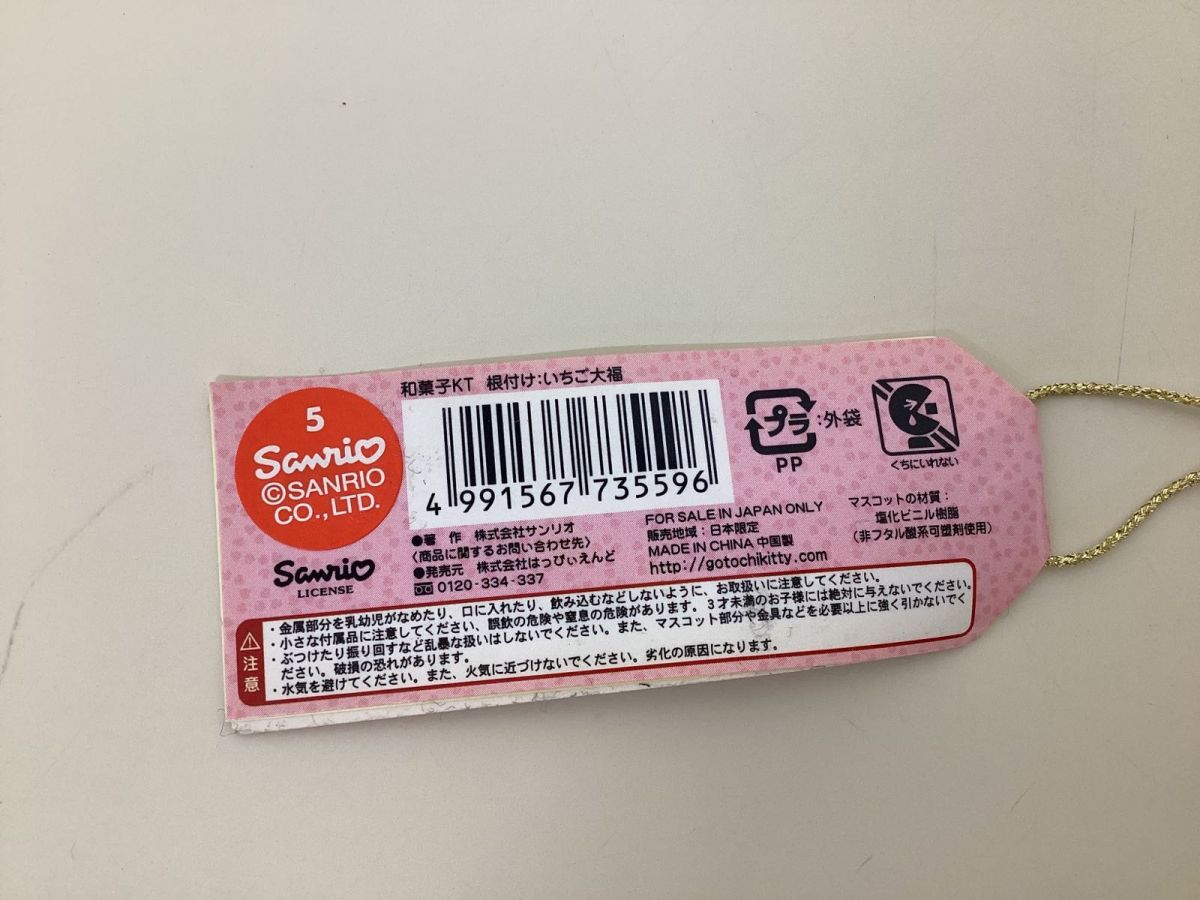 和菓子KT 根付け:いちご大福
5
Sanrio
©SANRIO
CO.,LTD.
Sanrio
LICENSE
4 991567 735596
プラ :外袋
PP
くちにいれない
●著 作 株式会社サンリオ
〈商品に関するお問い合わせ先〉
●発売元 株式会社はっぴぃえんど
0120-334-337
FOR SALE IN JAPAN ONLY
販売地域:日本限定
MADE IN CHINA 中国製
http://gotochikitty.com
マスコットの材質:
塩化ビニル樹脂
(非フタル酸系可塑剤使用)
注意
・金属部分を乳幼児がなめたり、口に入れたり、飲み込むなどしないように、お取扱いに注意してください。
・小さな付属品に注意してください、誤飲の危険や窒息の危険があります。3才未満のお子様には絶対に与えないでください。
・ぶつけたり振り回すなど乱暴な扱いはしないでください。また、マスコット部分や金具などを必要以上に強く引かないでく
ださい。破損の恐れがあります。
・水気を避けてください。また、火気に近づけないでください。劣化の原因になります。